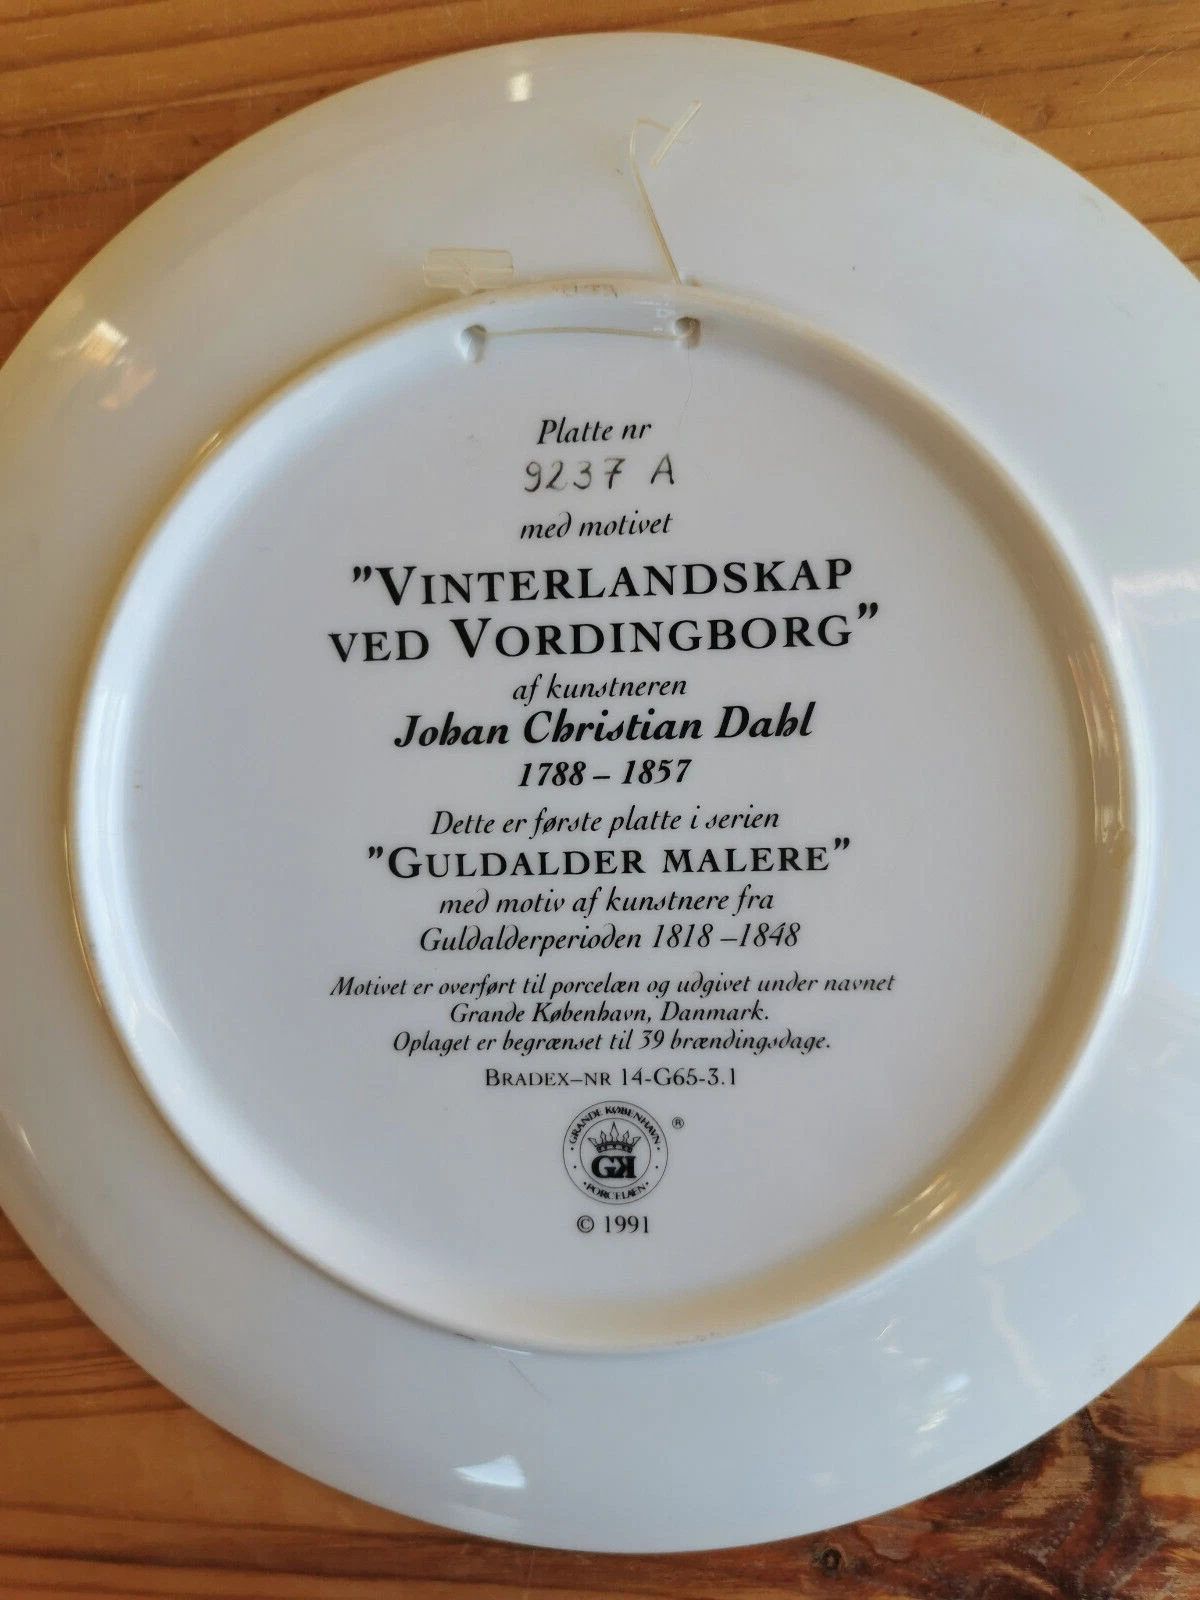 Platte nr
9237 A
med motivet
"VINTERLANDSKAP
VED VORDINGBORG"
af kunstneren
Johan Christian Dahl
1788 – 1857
Dette er første platte i serien
"GULDALDER MALERE"
med motiv af kunstnere fra
Guldalderperioden 1818 –1848
Motivet er overført til porcelæn og udgivet under navnet
Grande København, Danmark.
Oplaget er begrænset til 39 brændingsdage.
BRADEX–NR 14-G65-3.1
· GRANDE KØBENHAVN ·
®
GK
· PORCELÆN ·
© 1991